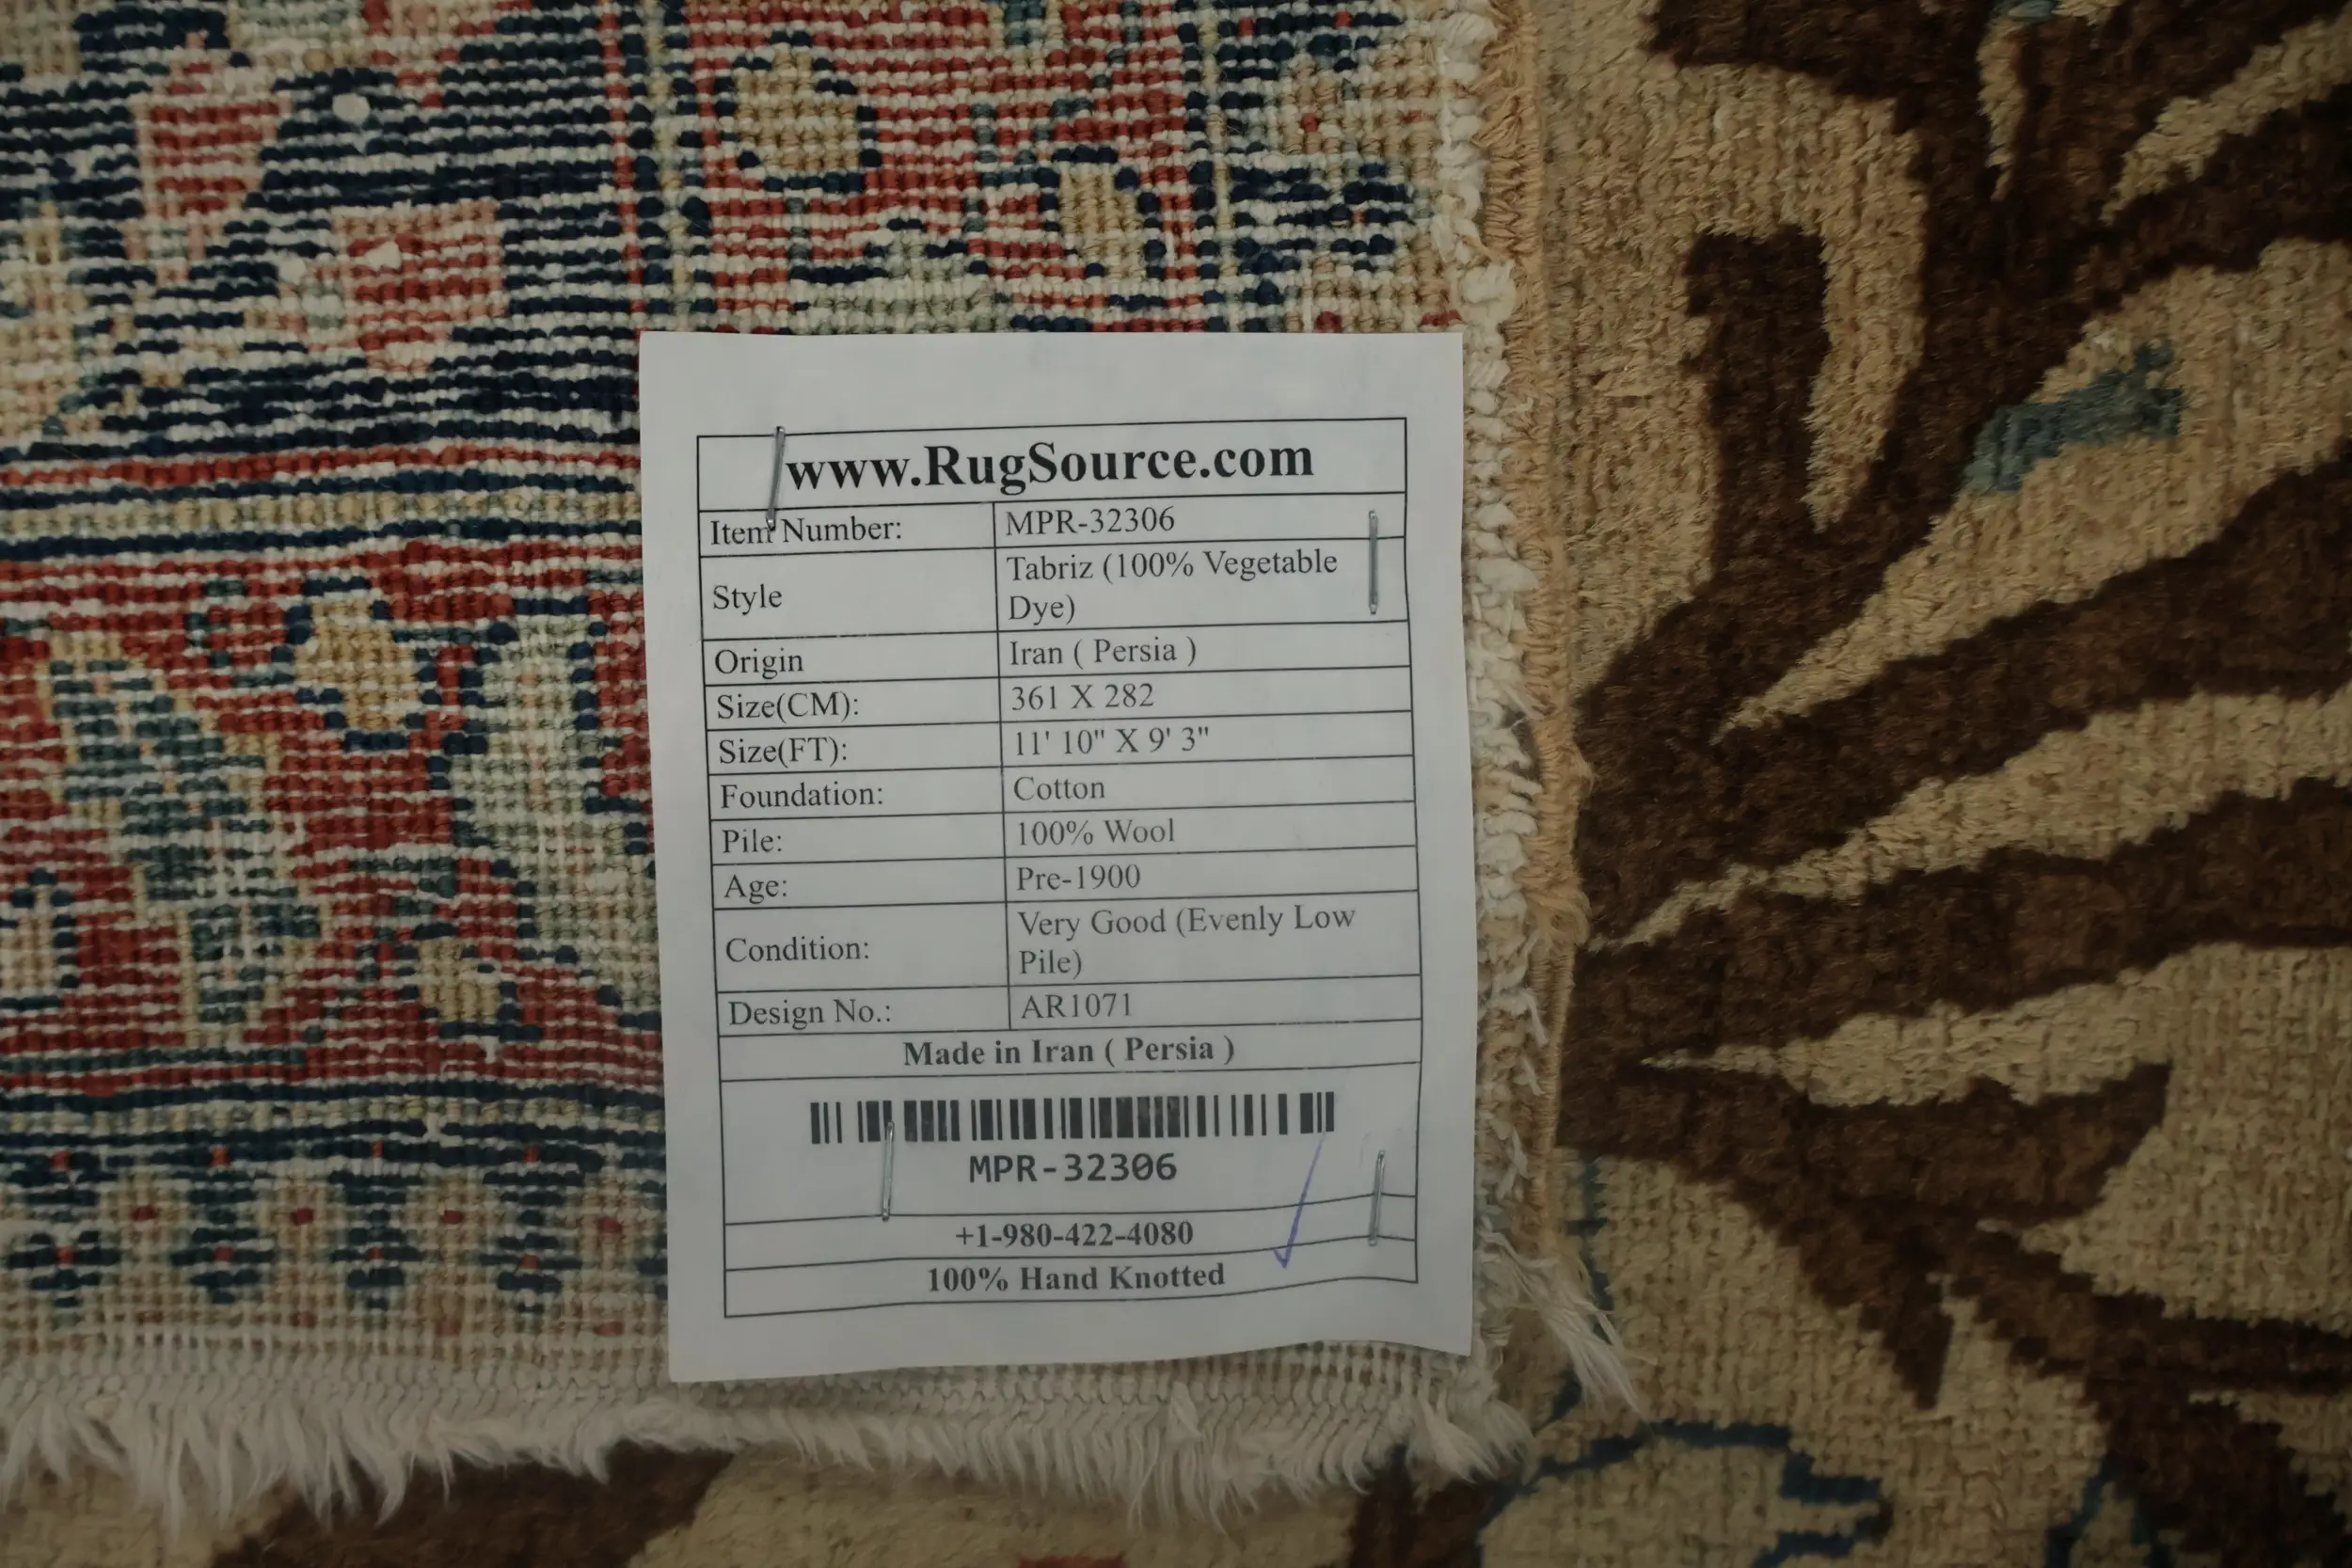 www.RugSource.com
Item Number: MPR-32306
Style Tabriz (100% Vegetable
Dye)
Origin Iran ( Persia )
Size(CM): 361 X 282
Size(FT): 11' 10" X 9' 3"
Foundation: Cotton
Pile: 100% Wool
Age: Pre-1900
Condition: Very Good (Evenly Low
Pile)
Design No.: AR1071
Made in Iran ( Persia )
MPR-32306
+1-980-422-4080
100% Hand Knotted